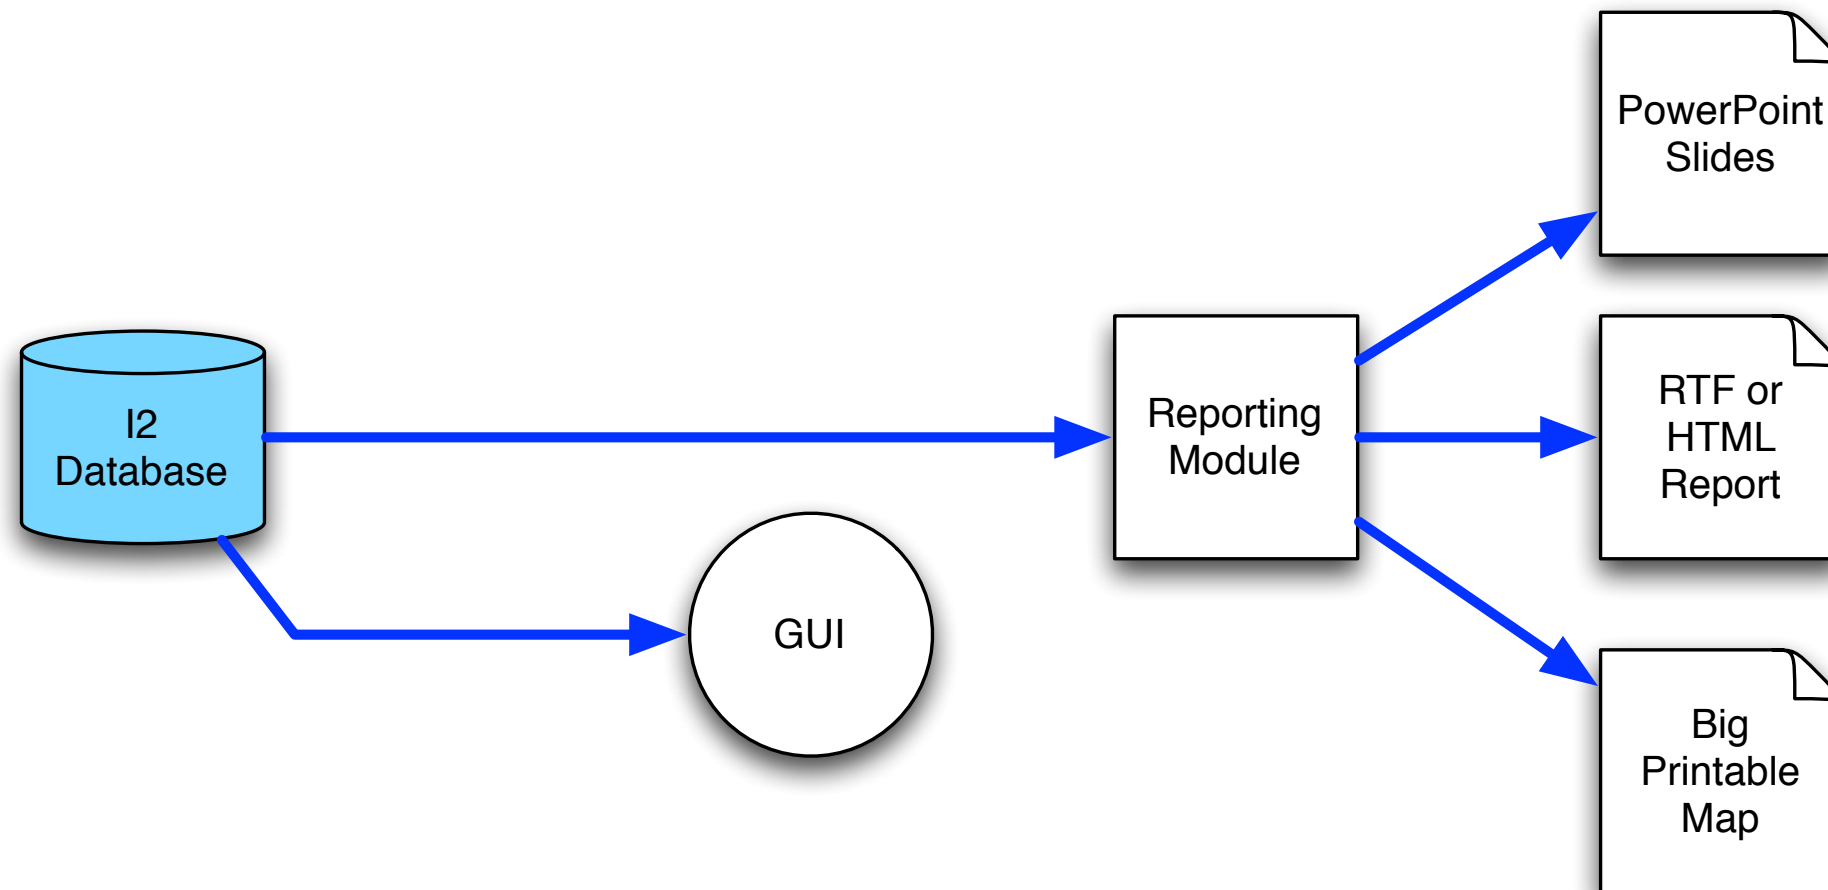 PowerPoint
Slides
I2
Database
Reporting
Module
RTF or
HTML
Report
GUI
Big
Printable
Map